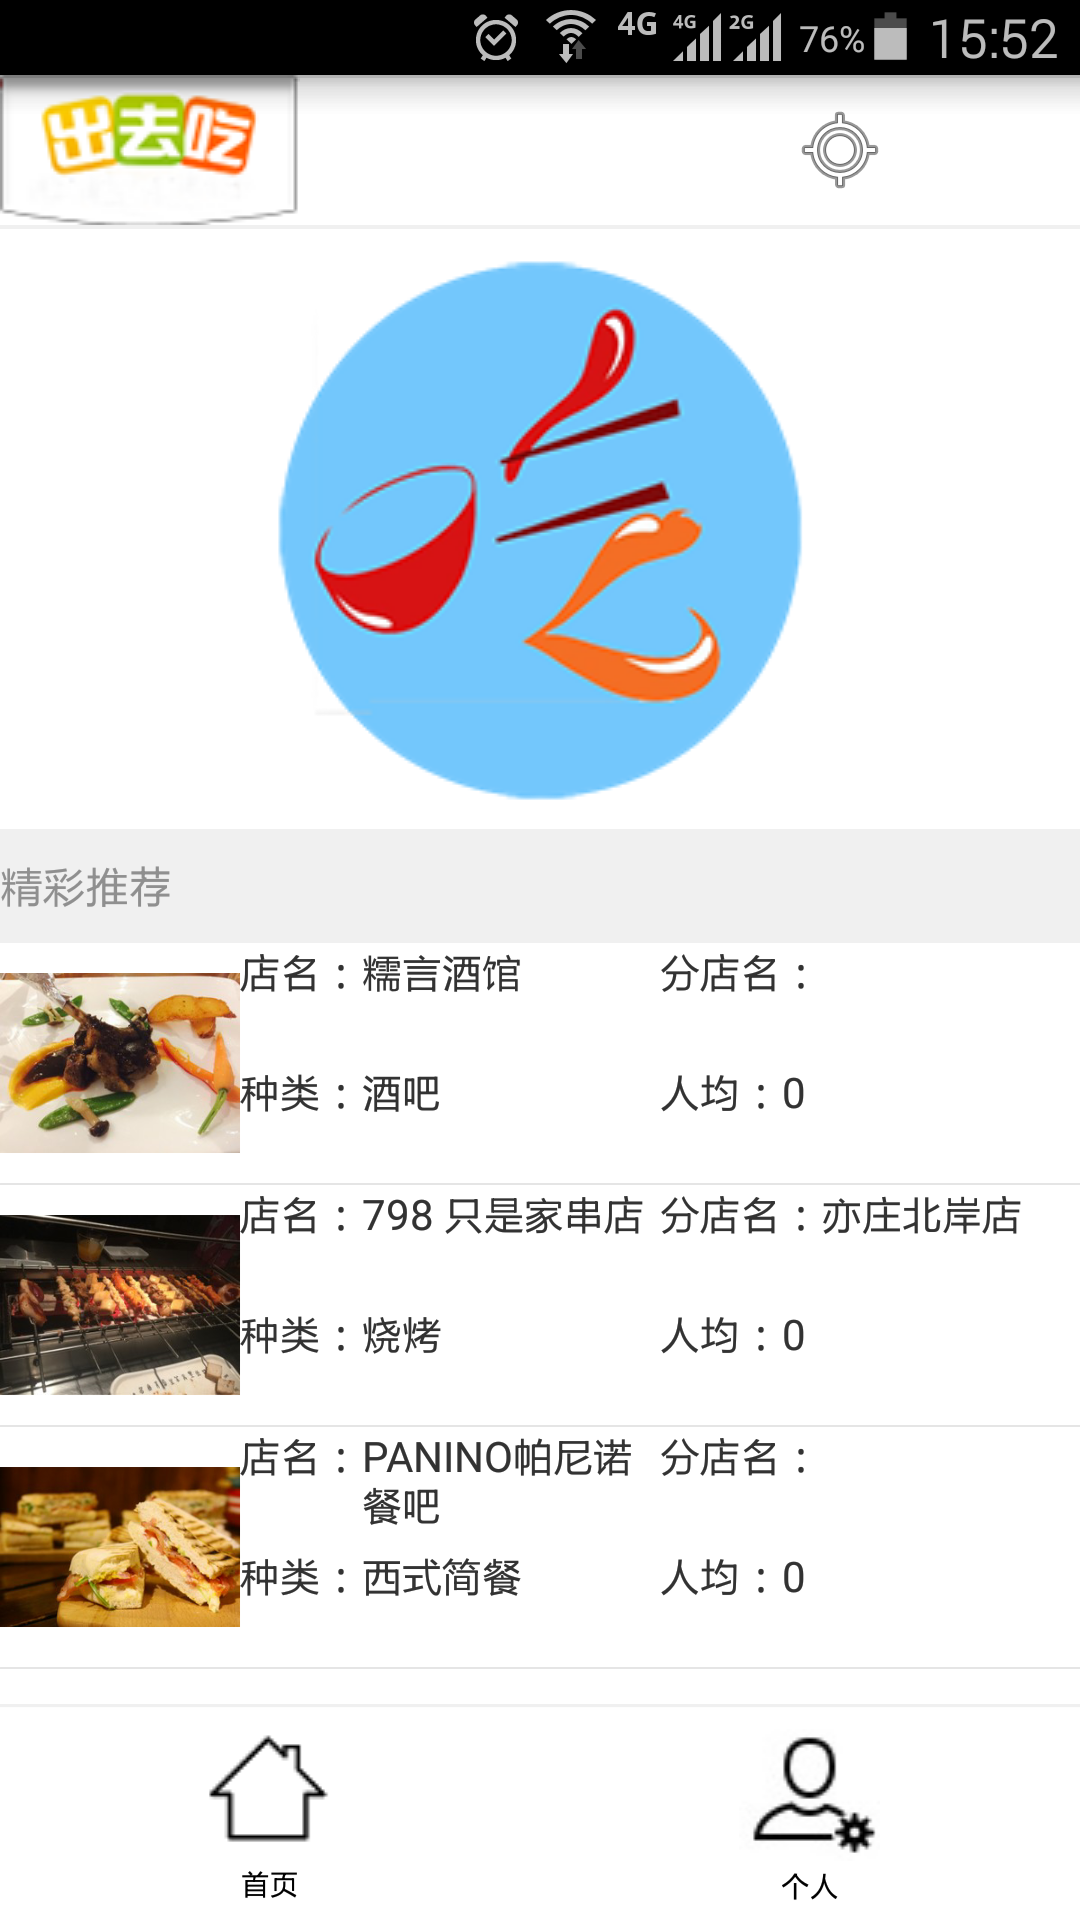 4G 4G 2G 76% 15:52
出去吃
精彩推荐
店名：糯言酒馆 分店名：
种类：酒吧 人均：0
店名：798 只是家串店 分店名：亦庄北岸店
种类：烧烤 人均：0
店名：PANINO帕尼诺 分店名：
餐吧
种类：西式简餐 人均：0
首页 个人